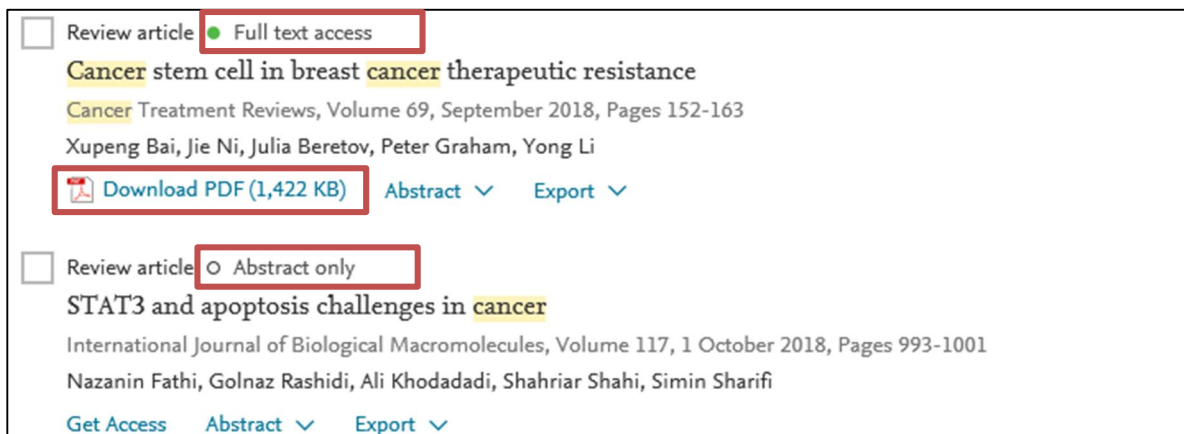 Review article Full text access
Cancer stem cell in breast cancer therapeutic resistance
Cancer Treatment Reviews, Volume 69, September 2018, Pages 152-163
Xupeng Bai, Jie Ni, Julia Beretov, Peter Graham, Yong Li
Download PDF (1,422 KB) Abstract Export
Review article Abstract only
STAT3 and apoptosis challenges in cancer
International Journal of Biological Macromolecules, Volume 117, 1 October 2018, Pages 993-1001
Nazanin Fathi, Golnaz Rashidi, Ali Khodadadi, Shahriar Shahi, Simin Sharifi
Get Access Abstract Export